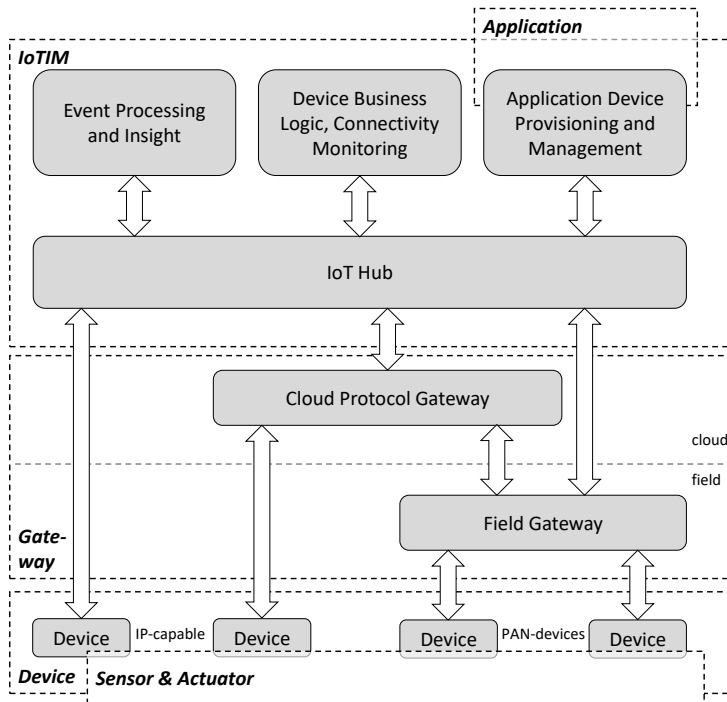 Application
IoTIM
Event Processing
and Insight
Device Business
Logic, Connectivity
Monitoring
Application Device
Provisioning and
Management
IoT Hub
Cloud Protocol Gateway
cloud
field
Field Gateway
Gate-
way
Device
IP-capable
Device
Device
PAN-devices
Device
Device
Sensor & Actuator